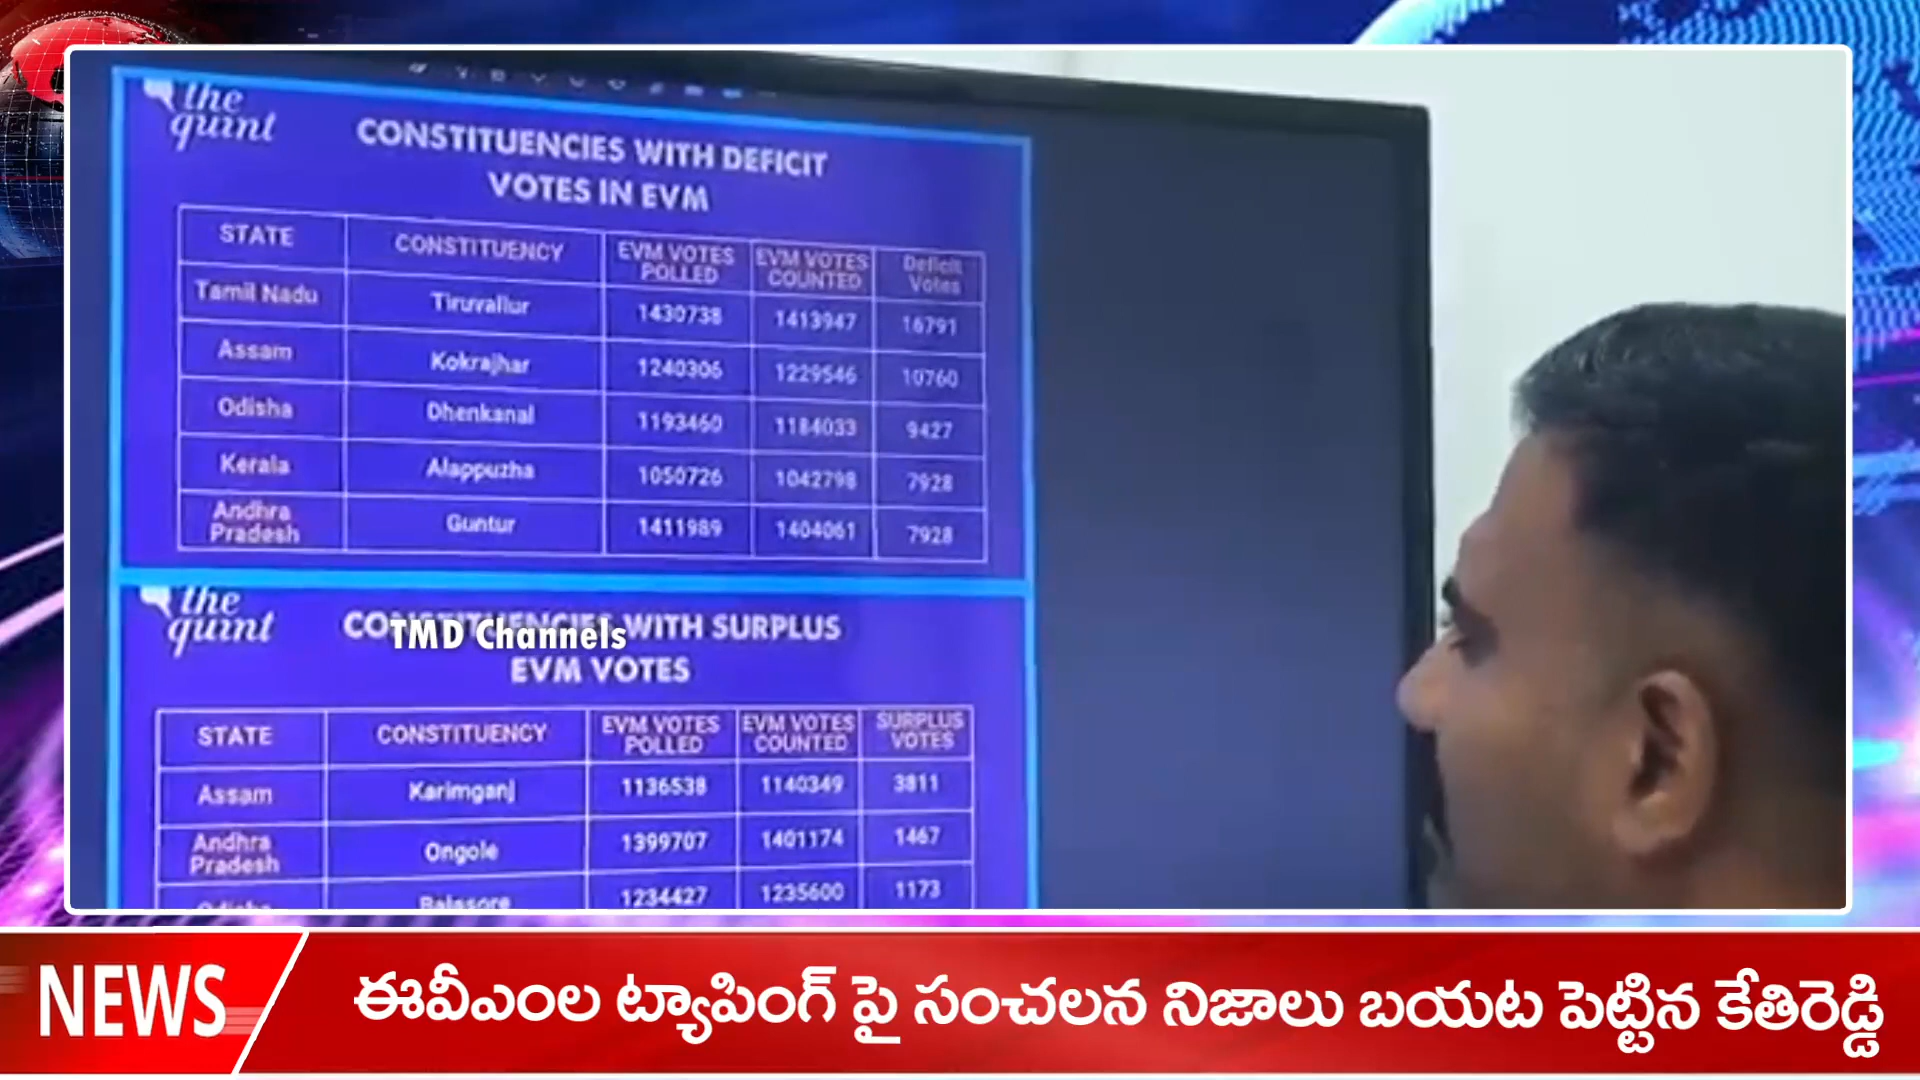 the
quint
CONSTITUENCIES WITH DEFICIT
VOTES IN EVM
STATE CONSTITUENCY EVM VOTES POLLED EVM VOTES COUNTED Deficit Votes
Tamil Nadu Tiruvallur 1430738 1413947 16791
Assam Kokrajhar 1240306 1229546 10760
Odisha Dhenkanal 1193460 1184033 9427
Kerala Alappuzha 1050726 1042798 7928
Andhra Pradesh Guntur 1411989 1404061 7928
the
quint
WITH SURPLUS
TMD Channels
EVM VOTES
STATE CONSTITUENCY EVM VOTES POLLED EVM VOTES COUNTED SURPLUS VOTES
Assam Karimganj 1136538 1140349 3811
Andhra Pradesh Ongole 1399707 1401174 1467
Balasore 1234427 1235600 1173
NEWS
ఈవీఎంల ట్యాపింగ్ పై సంచలన నిజాలు బయట పెట్టిన కేతిరెడ్డి